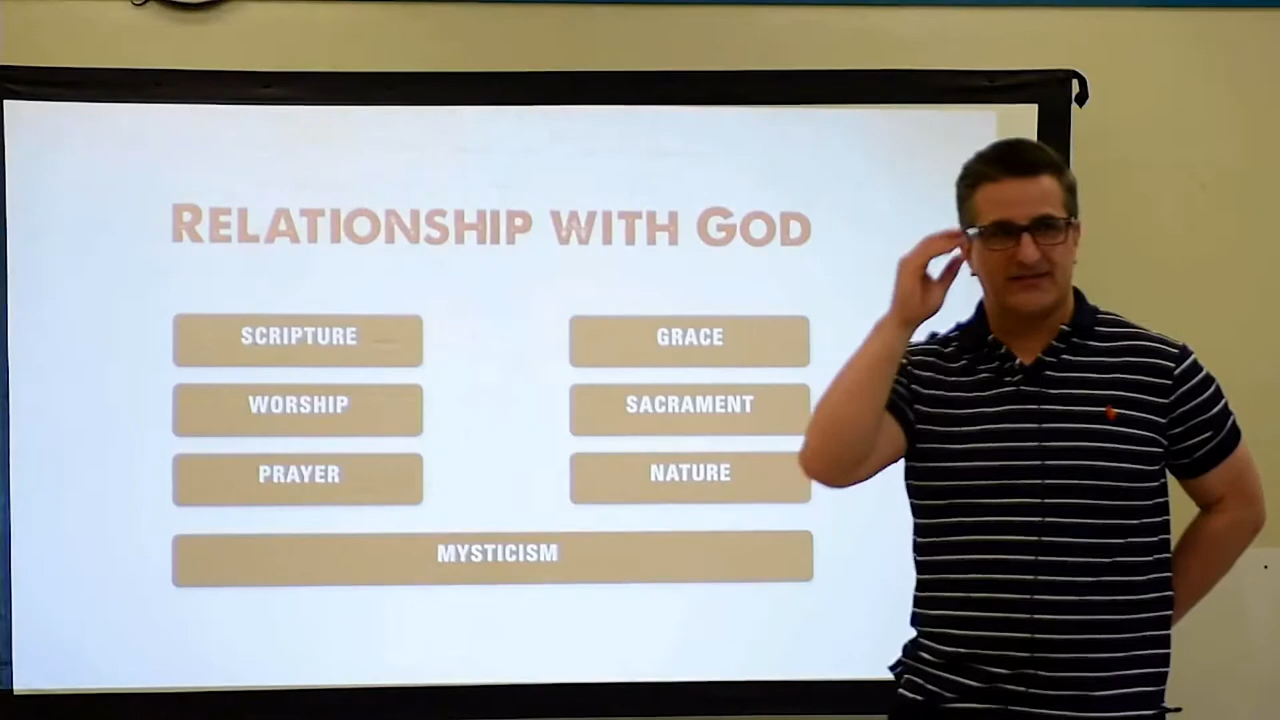 RELATIONSHIP WITH GOD
SCRIPTURE
GRACE
WORSHIP
SACRAMENT
PRAYER
NATURE
MYSTICISM